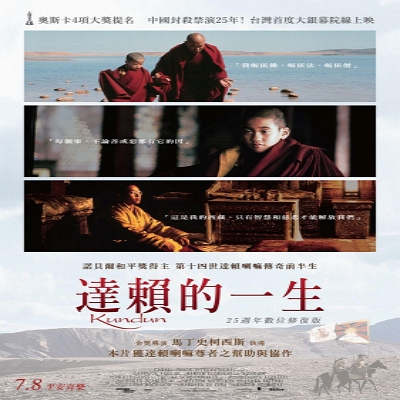 奧斯卡4項大獎提名 中國封殺禁演25年！台灣首度大銀幕院線上映
「我皈依佛、皈依法、皈依僧」
「每個果，不論善或惡都有它的因」
「這是我的西藏，只有智慧和慈悲才能解放我們」
諾貝爾和平獎得主 第十四世達賴喇嘛傳奇前半生
達賴的一生
Kundun
25週年數位修復版
金獎導演 馬丁史柯西斯 執導
本片獲達賴喇嘛尊者之幫助與協作
7.8 平安喜樂